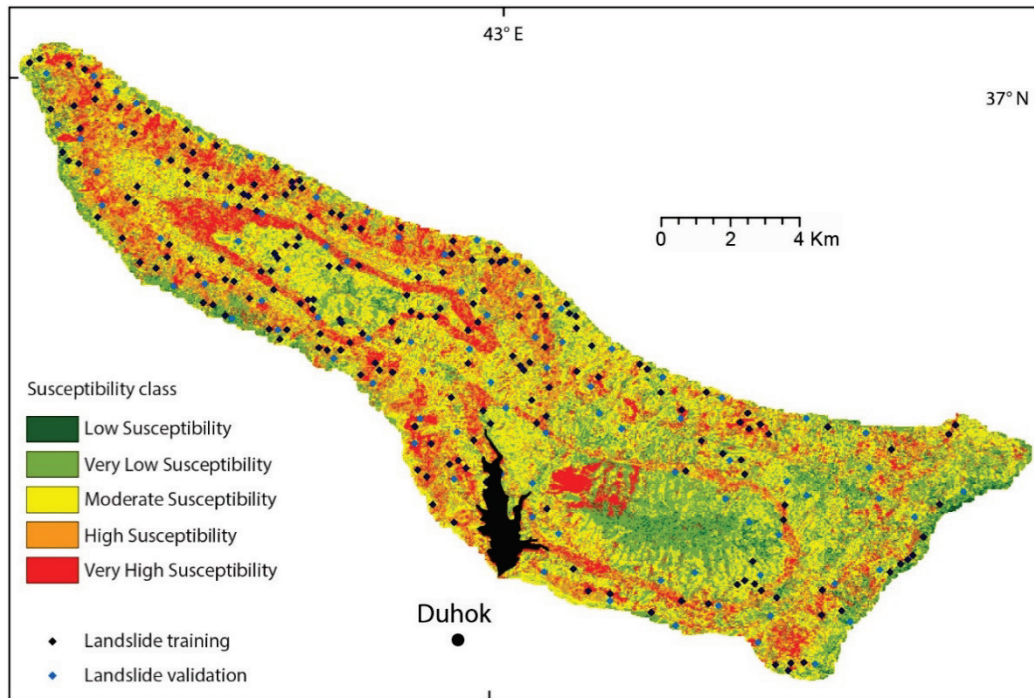 43° E
37° N
0 2 4 Km
Susceptibility class
Low Susceptibility
Very Low Susceptibility
Moderate Susceptibility
High Susceptibility
Very High Susceptibility
Landslide training
Landslide validation
Duhok